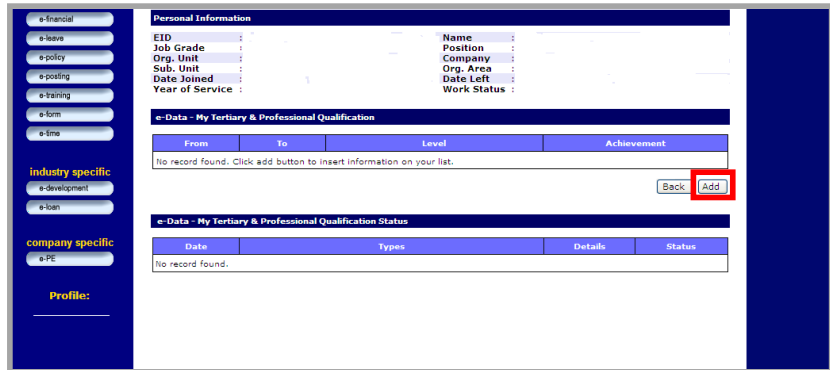 e-financial
e-leave
e-policy
e-posting
e-training
e-form
e-time
industry specific
e-development
e-loan
company specific
e-PE
Profile:
Personal Information
EID : Name :
Job Grade : Position :
Org. Unit : Company :
Sub. Unit : Org. Area :
Date Joined : Date Left :
Year of Service : Work Status :
e-Data - My Tertiary & Professional Qualification
From To Level Achievement
No record found. Click add button to insert information on your list.
Back Add
e-Data - My Tertiary & Professional Qualification Status
Date Types Details Status
No record found.